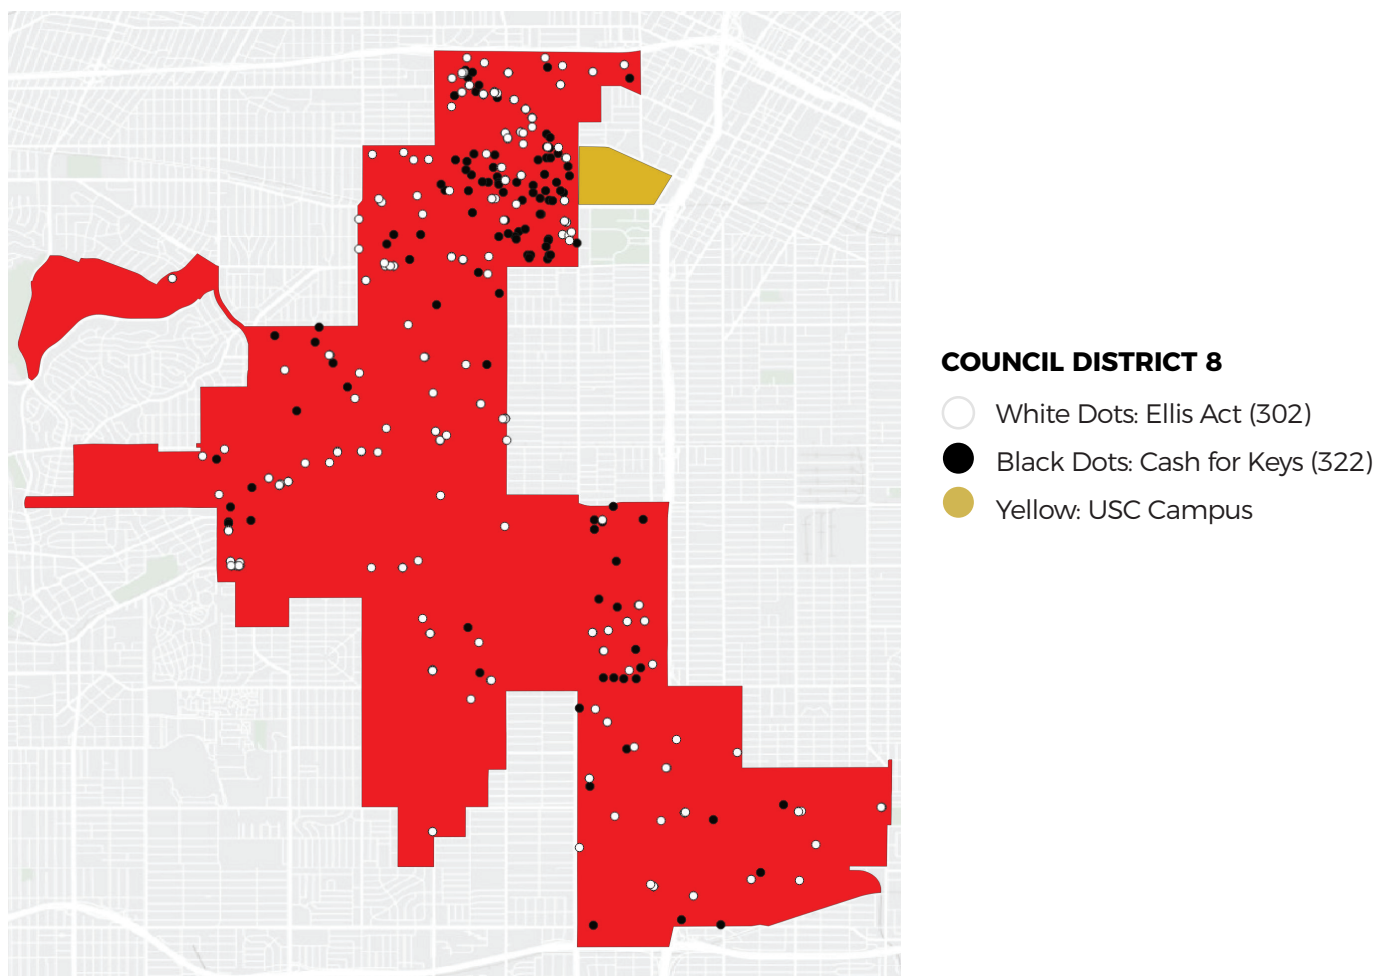 COUNCIL DISTRICT 8
White Dots: Ellis Act (302)
Black Dots: Cash for Keys (322)
Yellow: USC Campus